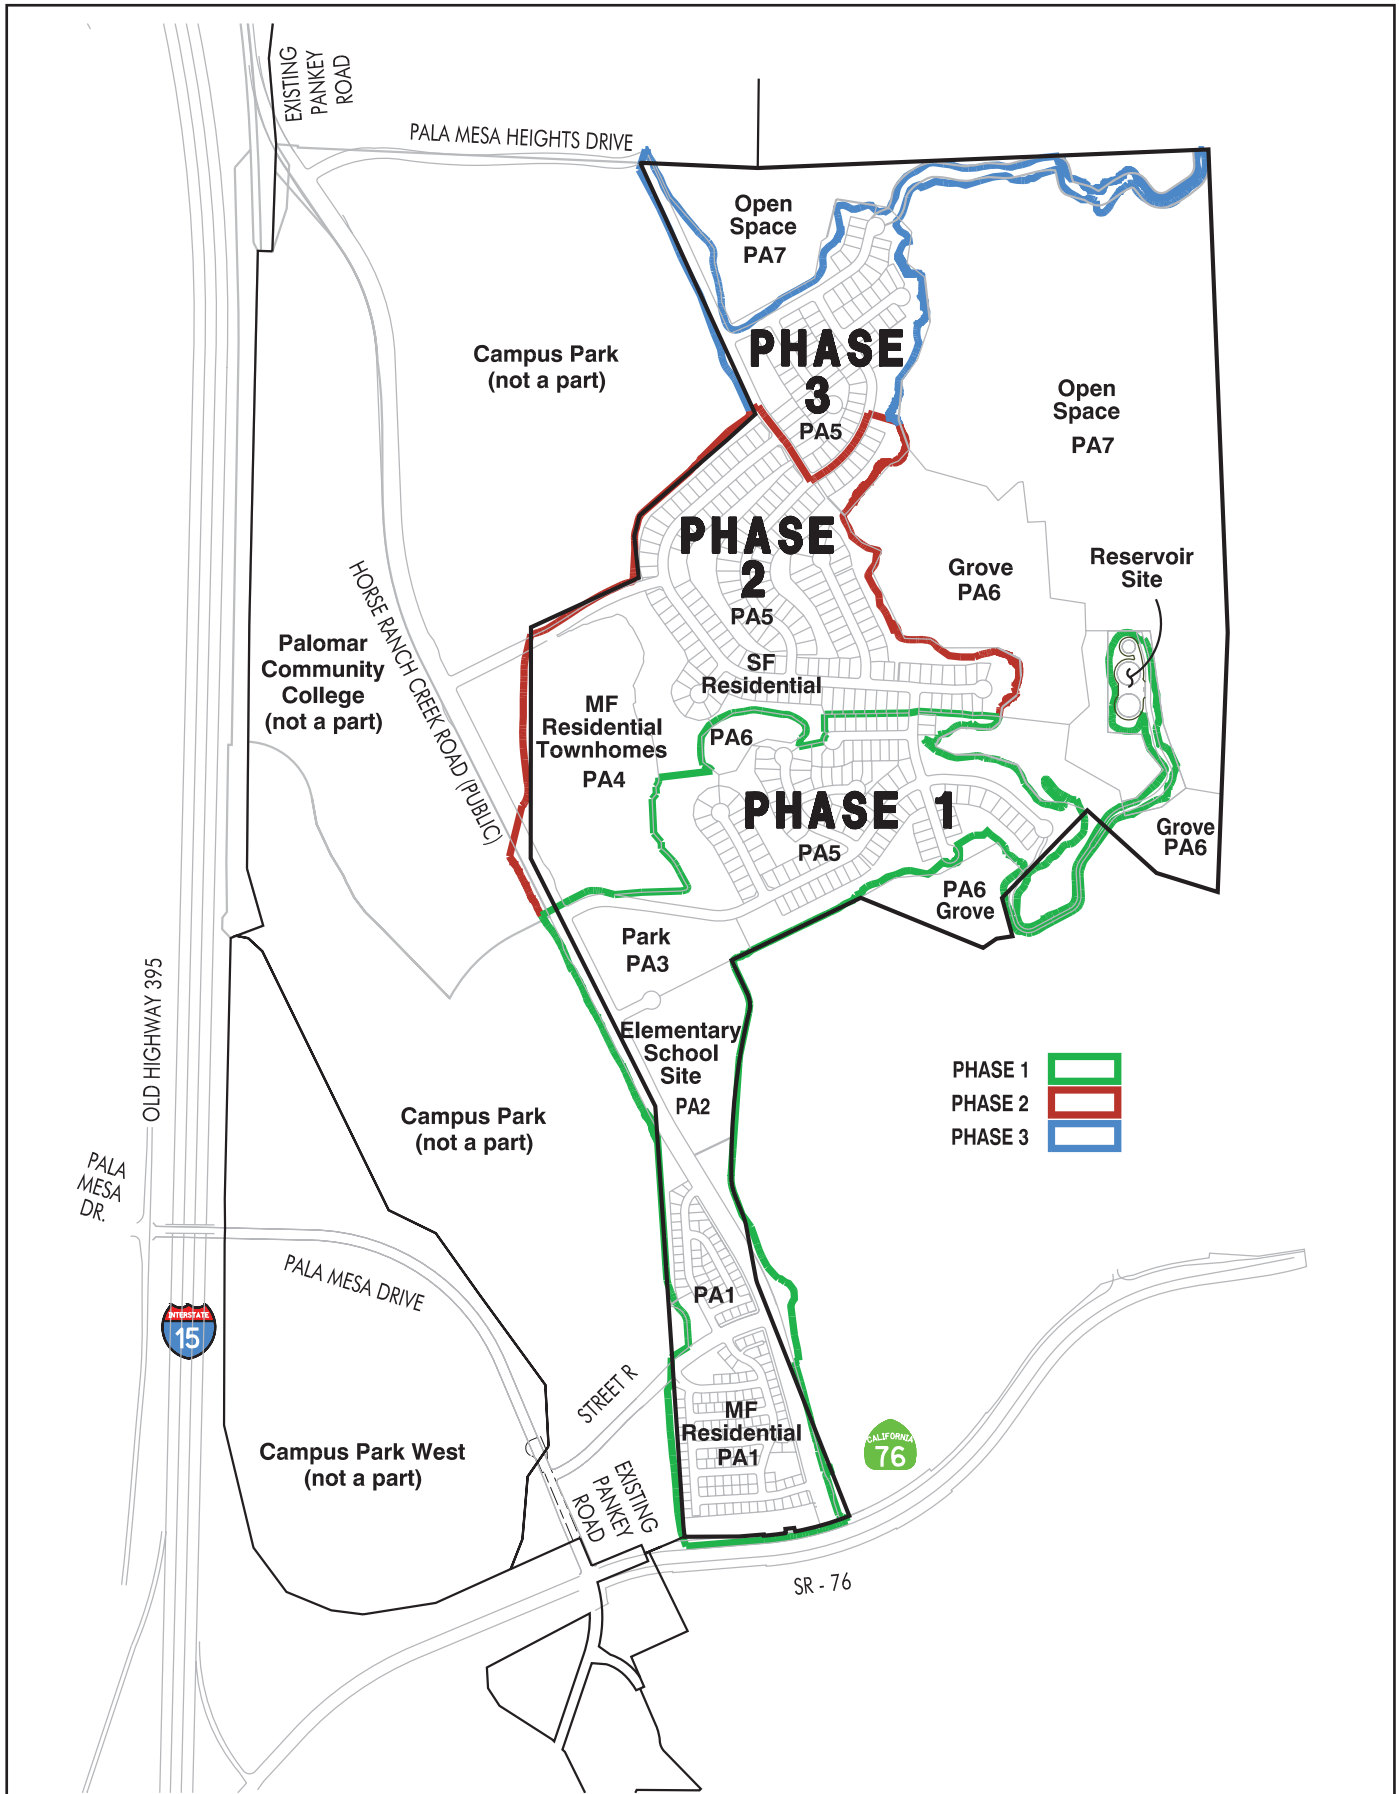 EXISTING
PANKEY
ROAD
PALA MESA HEIGHTS DRIVE
Open
Space
PA7
Campus Park
(not a part)
PHASE
3
PA5
Open
Space
PA7
PHASE
2
PA5
Grove
PA6
Reservoir
Site
HORSE RANCH CREEK ROAD (PUBLIC)
Palomar
Community
College
(not a part)
SF
Residential
MF
Residential
Townhomes
PA4
PA6
PHASE 1
PA5
Grove
PA6
PA6
Grove
Park
PA3
OLD HIGHWAY 395
Elementary
School
Site
PA2
PHASE 1
PHASE 2
PHASE 3
Campus Park
(not a part)
PALA
MESA
DR.
PALA MESA DRIVE
PA1
INTERSTATE
15
STREET R
MF
Residential
PA1
CALIFORNIA
76
Campus Park West
(not a part)
EXISTING
PANKEY
ROAD
SR - 76